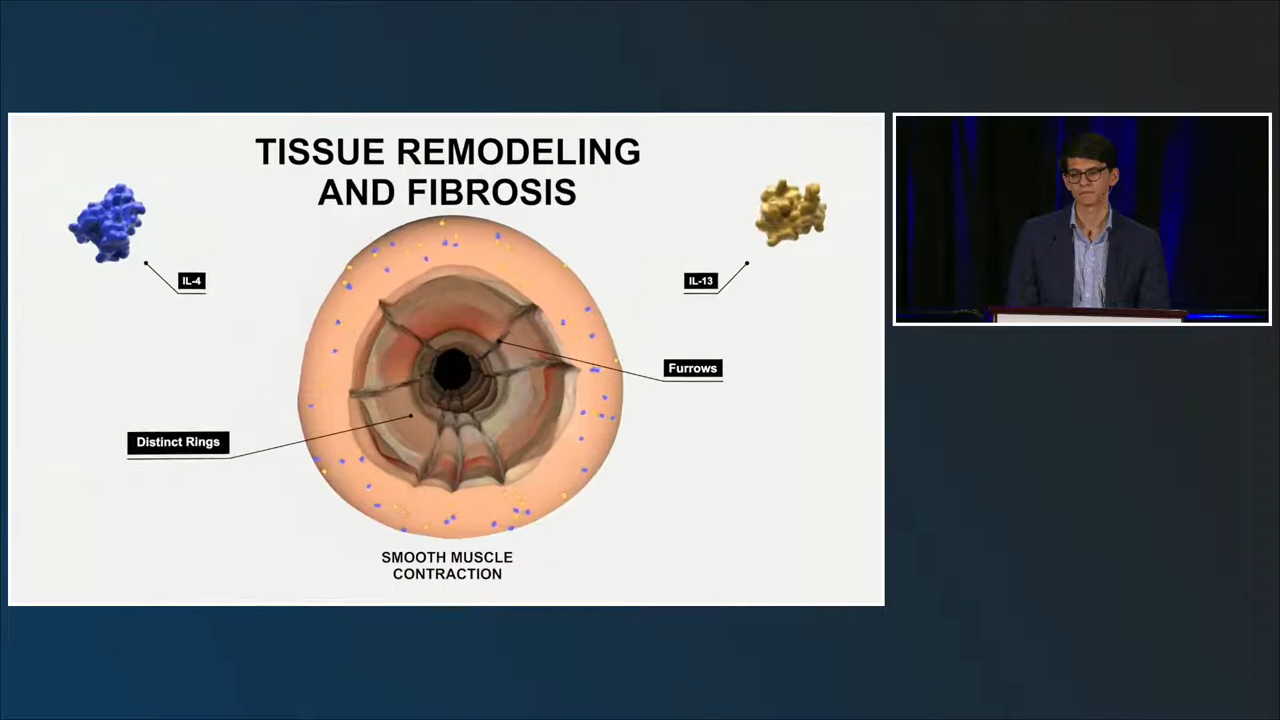 TISSUE REMODELING
AND FIBROSIS
IL-4
IL-13
Furrows
Distinct Rings
SMOOTH MUSCLE
CONTRACTION